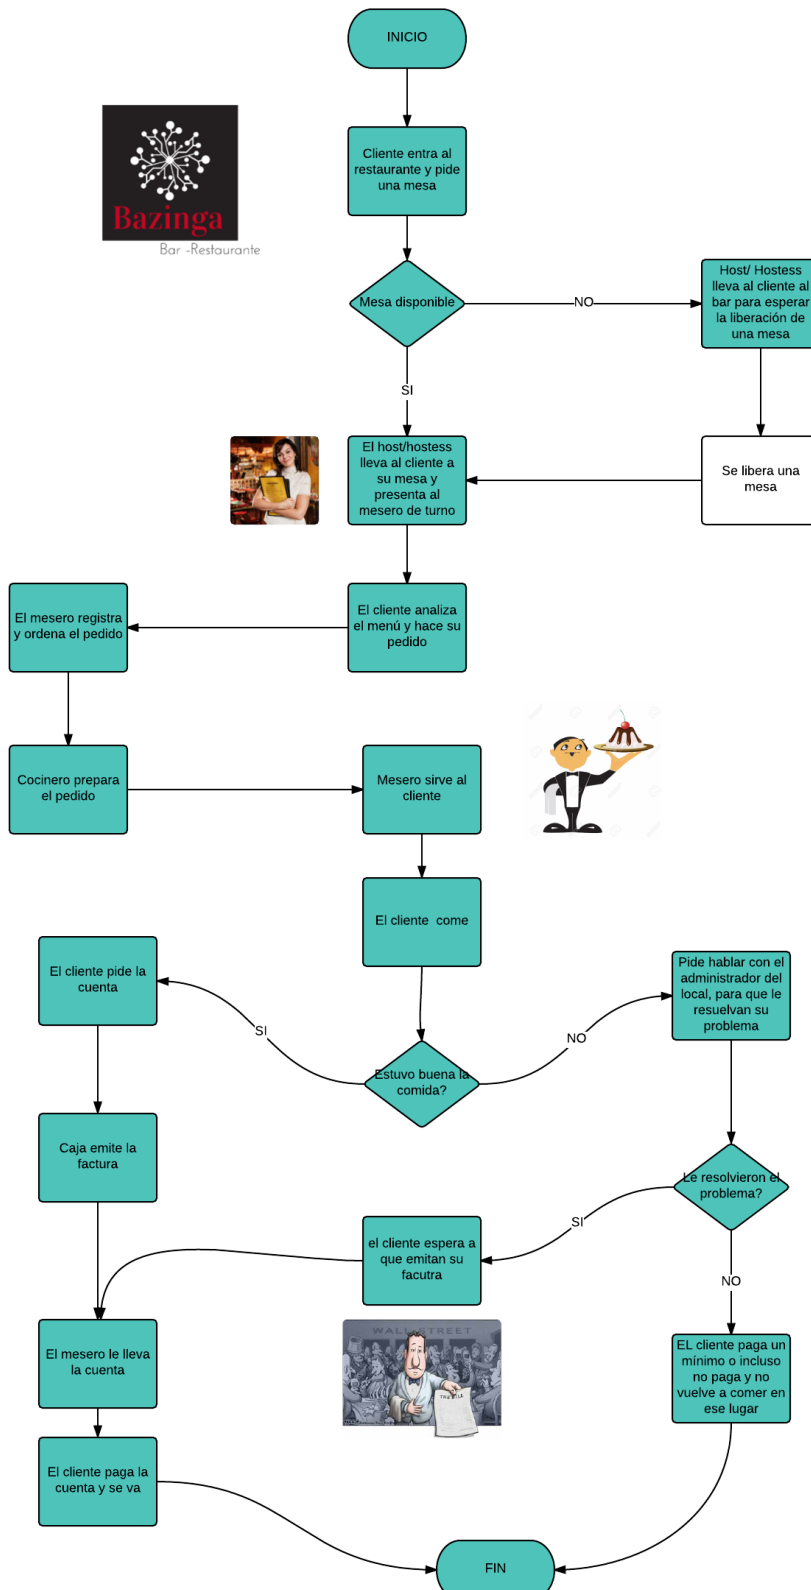 INICIO
Cliente entra al
restaurante y pide
una mesa
Bazinga
Bar -Restaurante
Mesa disponible
NO
Host/ Hostess
lleva al cliente al
bar para esperar
la liberación de
una mesa
SI
El host/hostess
lleva al cliente a
su mesa y
presenta al
mesero de turno
Se libera una
mesa
El cliente analiza
el menú y hace su
pedido
El mesero registra
y ordena el pedido
Cocinero prepara
el pedido
Mesero sirve al
cliente
El cliente come
El cliente pide la
cuenta
SI
Estuvo buena la
comida?
NO
Pide hablar con el
administrador del
local, para que le
resuelvan su
problema
Caja emite la
factura
Le resolvieron el
problema?
SI
el cliente espera a
que emitan su
facutra
NO
WALL STREET
THE BILL
El mesero le lleva
la cuenta
EL cliente paga un
mínimo o incluso
no paga y no
vuelve a comer en
ese lugar
El cliente paga la
cuenta y se va
FIN